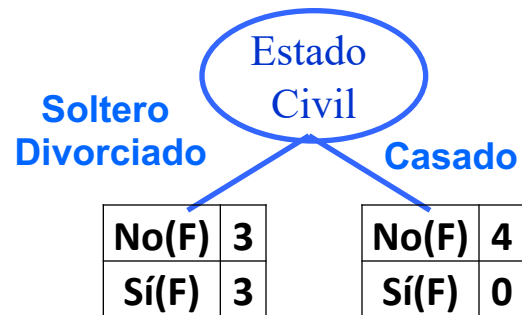 Estado
Civil
Soltero
Divorciado
Casado
No(F) 3
Sí(F) 3
No(F) 4
Sí(F) 0